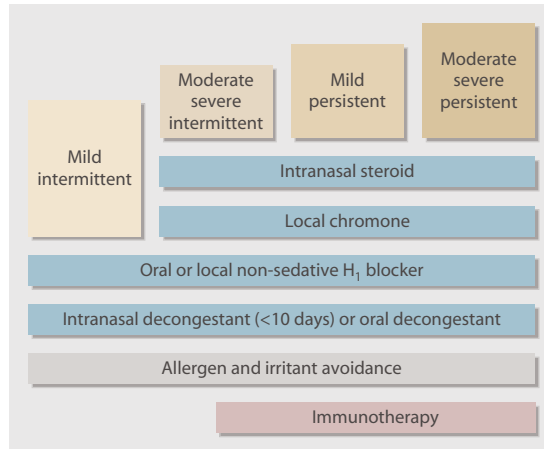 Mild
intermittent
Moderate
severe
intermittent
Mild
persistent
Moderate
severe
persistent
Intranasal steroid
Local chromone
Oral or local non-sedative H₁ blocker
Intranasal decongestant (<10 days) or oral decongestant
Allergen and irritant avoidance
Immunotherapy